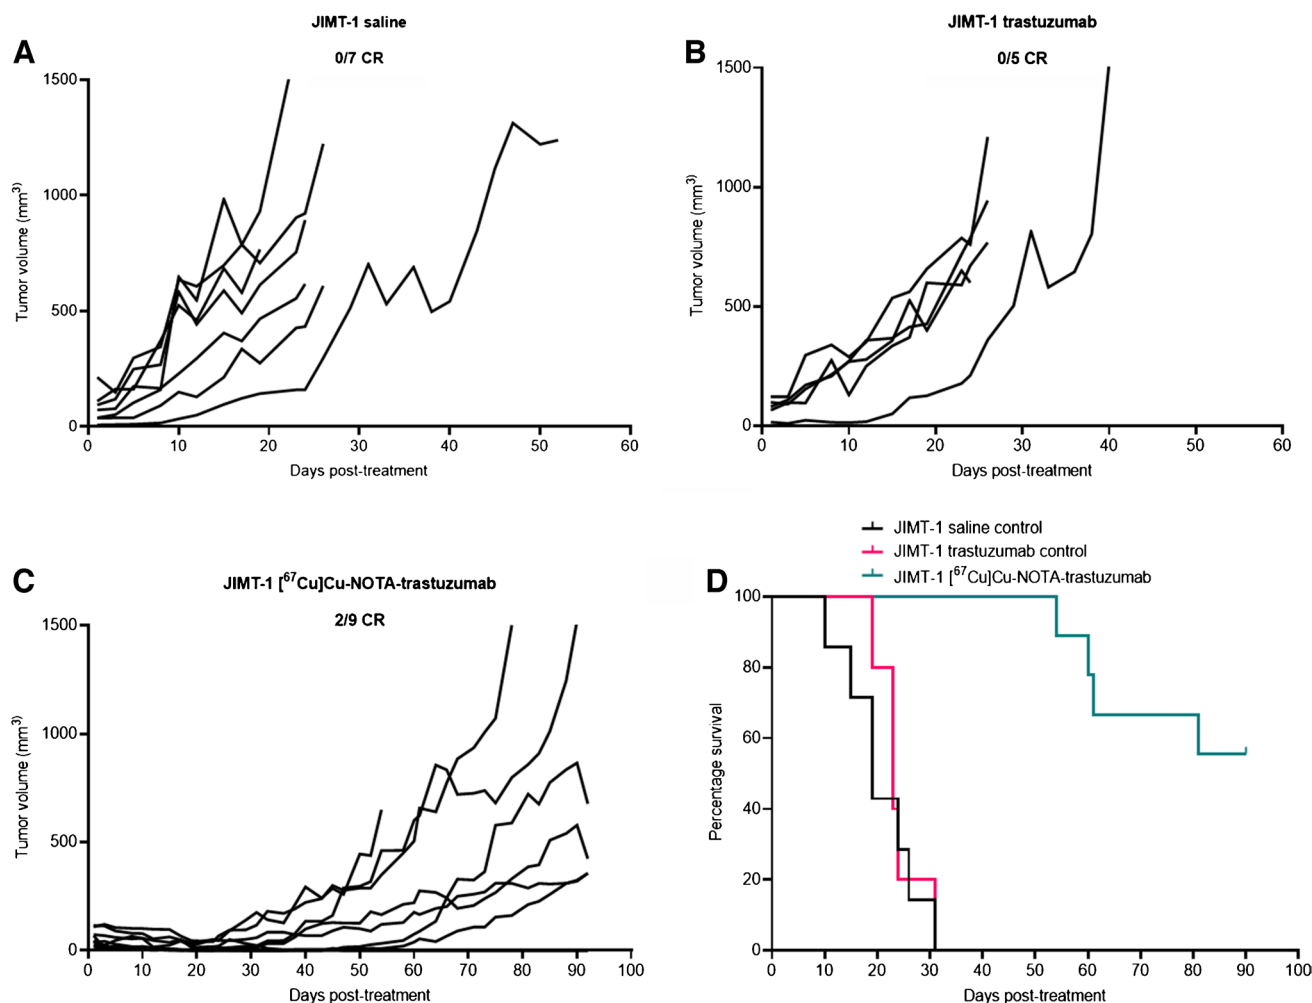 JIMT-1 saline
A
0/7 CR
1500
1000
500
0
Tumor volume (mm³)
0 10 20 30 40 50 60
Days post-treatment
JIMT-1 trastuzumab
B
0/5 CR
1500
1000
500
0
Tumor volume (mm³)
0 10 20 30 40 50 60
Days post-treatment
C
JIMT-1 [⁶⁷Cu]Cu-NOTA-trastuzumab
2/9 CR
1500
1000
500
0
Tumor volume (mm³)
0 10 20 30 40 50 60 70 80 90 100
Days post-treatment
JIMT-1 saline control
JIMT-1 trastuzumab control
JIMT-1 [⁶⁷Cu]Cu-NOTA-trastuzumab
D
100
80
60
40
20
0
Percentage survival
0 10 20 30 40 50 60 70 80 90 100
Days post-treatment